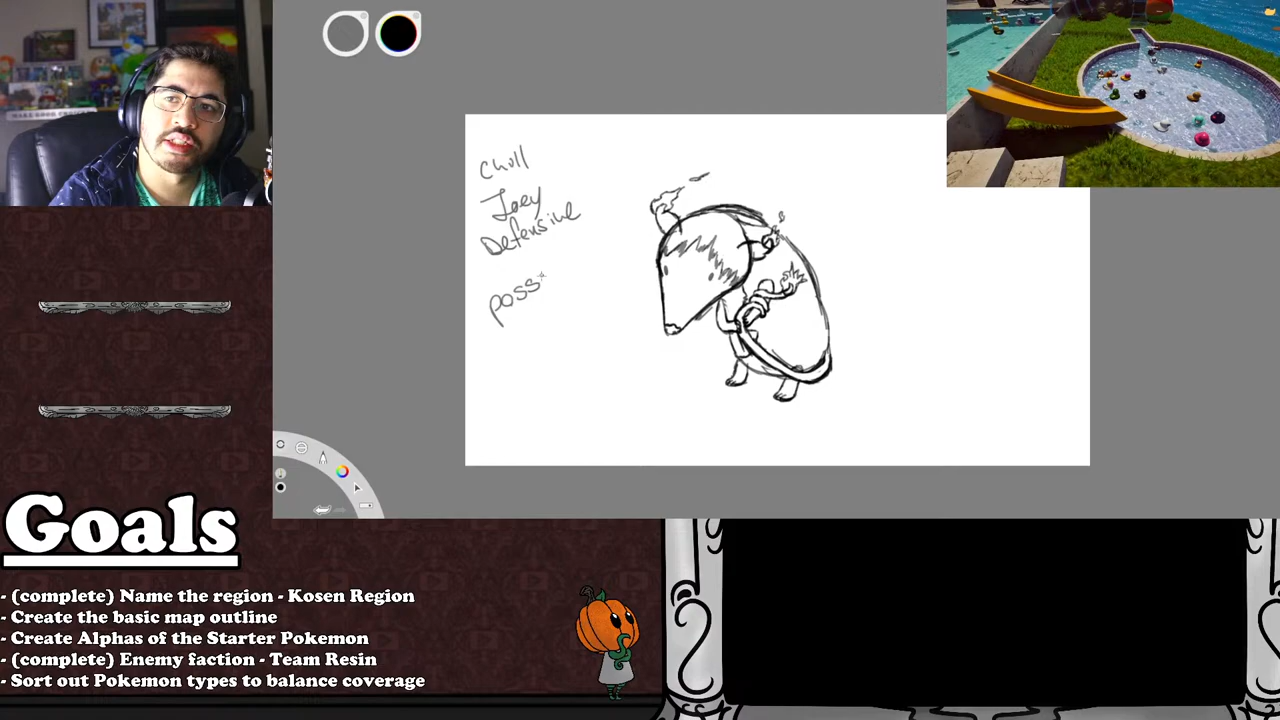 Chill
Joey
Defensive
poss
Goals
- (complete) Name the region - Kosen Region
- Create the basic map outline
- Create Alphas of the Starter Pokemon
- (complete) Enemy faction - Team Resin
- Sort out Pokemon types to balance coverage